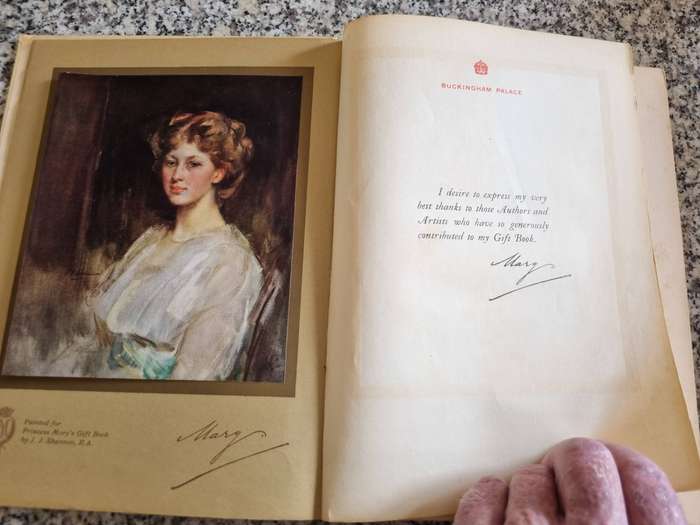 Painted for
Princess Mary's Gift Book
by J. J. Shannon, R.A.
Mary
BUCKINGHAM PALACE
I desire to express my very
best thanks to those Authors and
Artists who have so generously
contributed to my Gift Book.
Mary